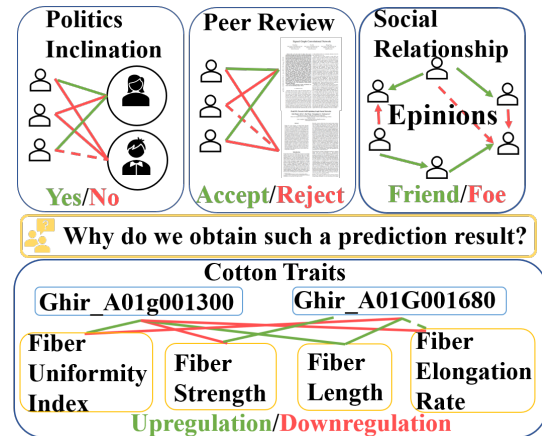 Politics
Inclination
Yes/No
Peer Review
Accept/Reject
Social
Relationship
Epinions
Friend/Foe
Why do we obtain such a prediction result?
Cotton Traits
Ghir_A01g001300
Ghir_A01G001680
Fiber
Uniformity
Index
Fiber
Strength
Fiber
Length
Fiber
Elongation
Rate
Upregulation/Downregulation